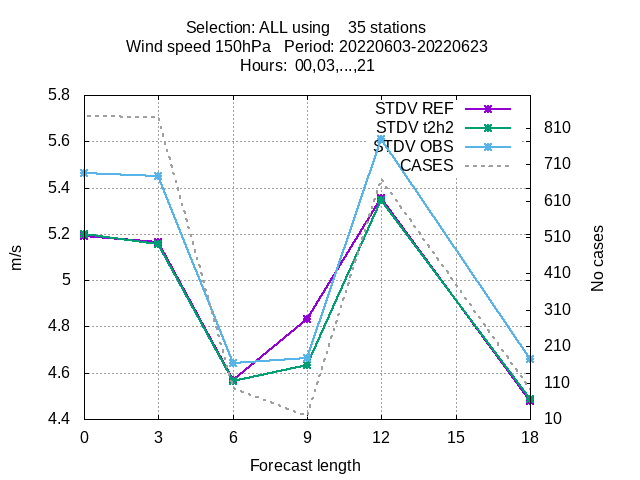 Selection: ALL using    35 stations
Wind speed 150hPa   Period: 20220603-20220623
Hours:  00,03,...,21
STDV REF
STDV t2h2
STDV OBS
CASES
5.8
5.6
5.4
5.2
5
4.8
4.6
4.4
m/s
810
710
610
510
410
310
210
110
10
No cases
0 3 6 9 12 15 18
Forecast length